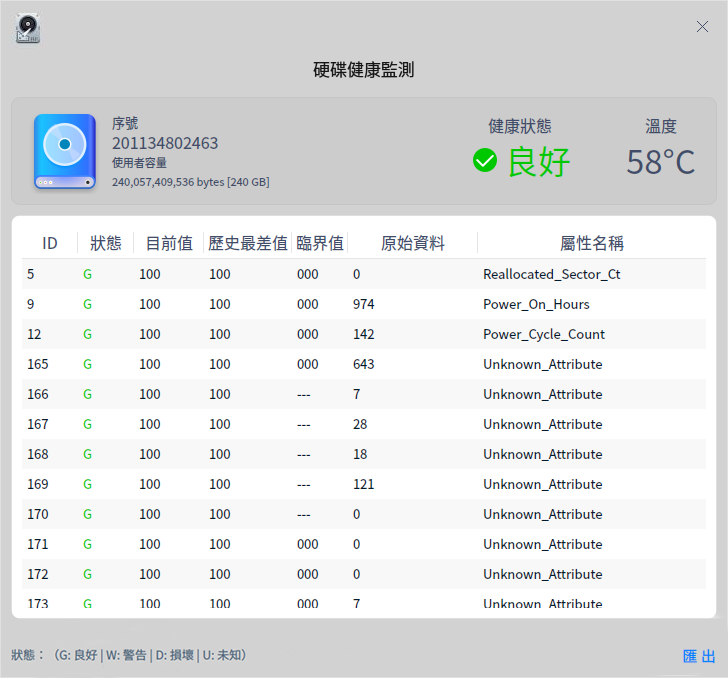 硬碟健康監測
序號
201134802463
使用者容量
240,057,409,536 bytes [240 GB]
健康狀態
良好
溫度
58°C
ID 狀態 目前值 歷史最差值 臨界值 原始資料 屬性名稱
5 G 100 100 000 0 Reallocated_Sector_Ct
9 G 100 100 000 974 Power_On_Hours
12 G 100 100 000 142 Power_Cycle_Count
165 G 100 100 000 643 Unknown_Attribute
166 G 100 100 --- 7 Unknown_Attribute
167 G 100 100 --- 28 Unknown_Attribute
168 G 100 100 --- 18 Unknown_Attribute
169 G 100 100 --- 121 Unknown_Attribute
170 G 100 100 --- 0 Unknown_Attribute
171 G 100 100 000 0 Unknown_Attribute
172 G 100 100 000 0 Unknown_Attribute
173 G 100 100 000 7 Unknown_Attribute
狀態：（G: 良好 | W: 警告 | D: 損壞 | U: 未知）
匯出